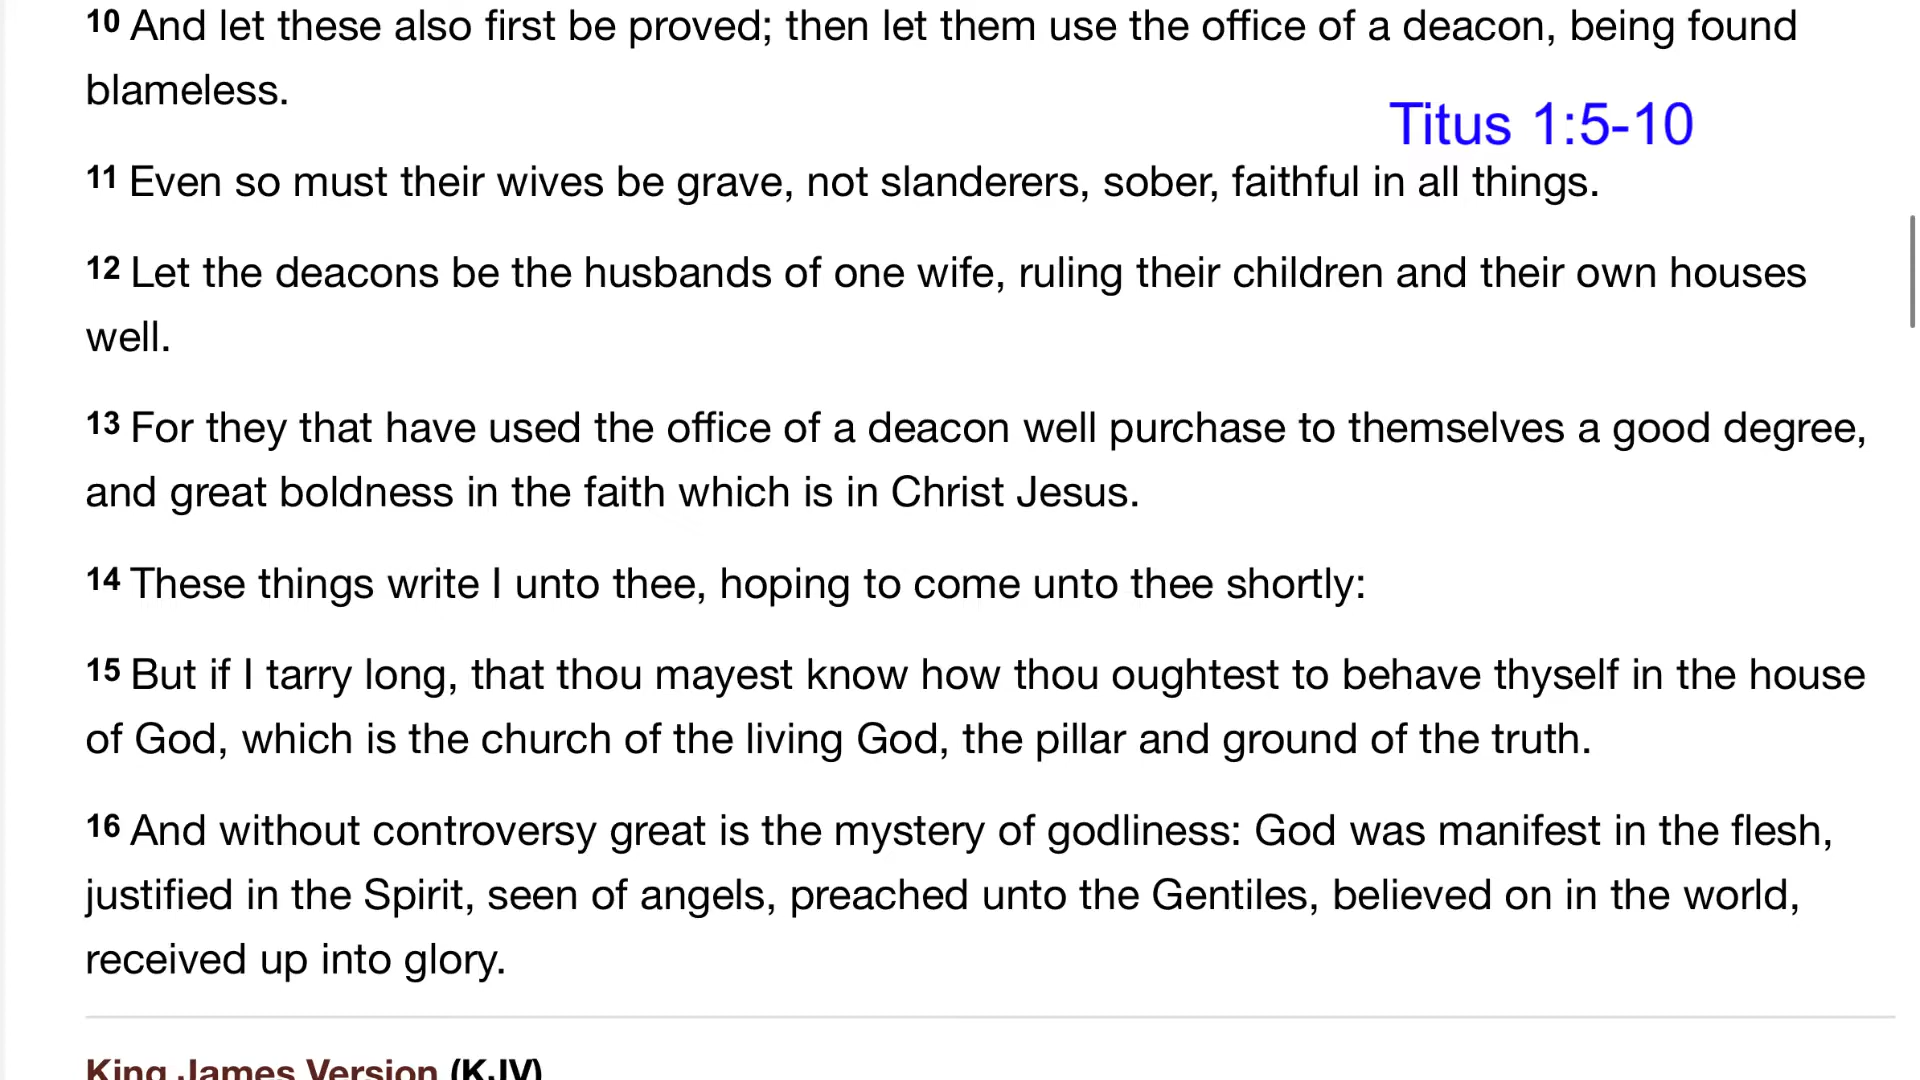 10 And let these also first be proved; then let them use the office of a deacon, being found
blameless.
Titus 1:5-10
11 Even so must their wives be grave, not slanderers, sober, faithful in all things.
12 Let the deacons be the husbands of one wife, ruling their children and their own houses
well.
13 For they that have used the office of a deacon well purchase to themselves a good degree,
and great boldness in the faith which is in Christ Jesus.
14 These things write I unto thee, hoping to come unto thee shortly:
15 But if I tarry long, that thou mayest know how thou oughtest to behave thyself in the house
of God, which is the church of the living God, the pillar and ground of the truth.
16 And without controversy great is the mystery of godliness: God was manifest in the flesh,
justified in the Spirit, seen of angels, preached unto the Gentiles, believed on in the world,
received up into glory.
King James Version (KJV)